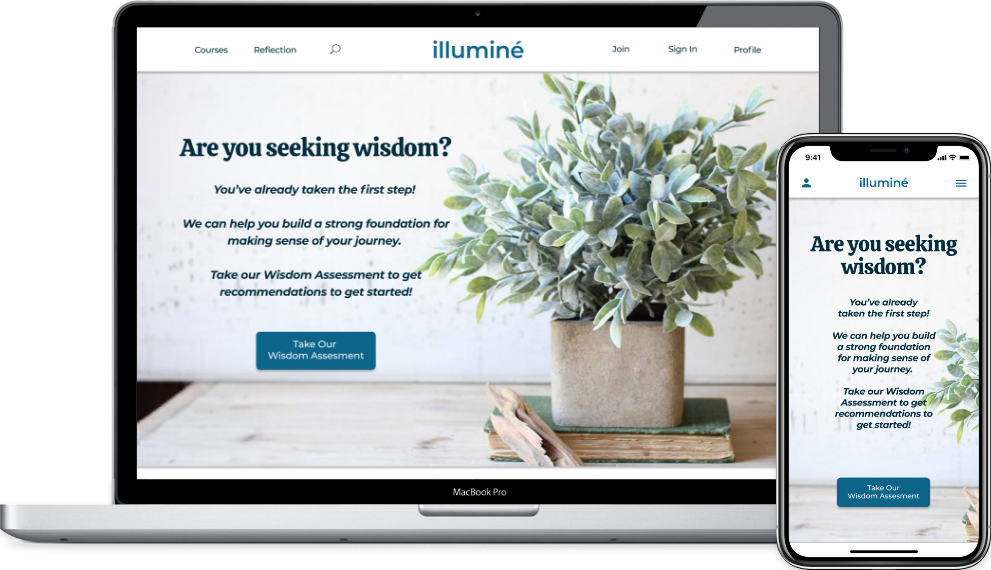 Courses Reflection illuminé Join Sign In Profile
Are you seeking wisdom?
You've already taken the first step!
We can help you build a strong foundation for
making sense of your journey.
Take our Wisdom Assessment to get
recommendations to get started!
Take Our
Wisdom Assesment
MacBook Pro
9:41
illuminé
Are you seeking
wisdom?
You've already
taken the first step!
We can help you build
a strong foundation
for making sense of
your journey.
Take our Wisdom
Assessment to get
recommendations to
get started!
Take Our
Wisdom Assesment